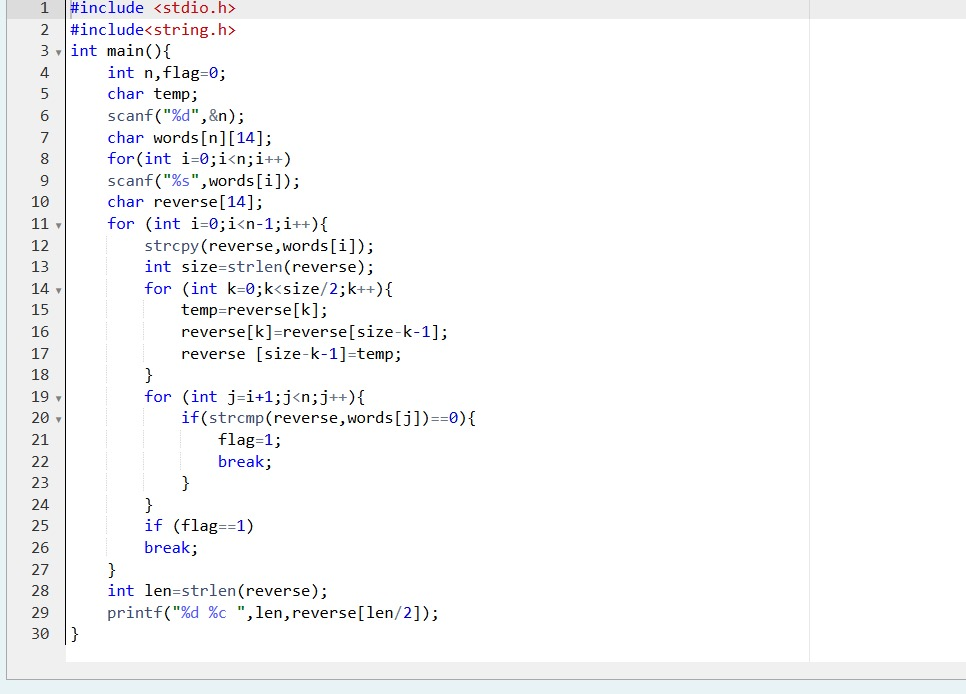 1 #include <stdio.h>
2 #include<string.h>
3 int main(){
4     int n,flag=0;
5     char temp;
6     scanf("%d",&n);
7     char words[n][14];
8     for(int i=0;i<n;i++)
9     scanf("%s",words[i]);
10     char reverse[14];
11     for (int i=0;i<n-1;i++){
12         strcpy(reverse,words[i]);
13         int size=strlen(reverse);
14         for (int k=0;k<size/2;k++){
15             temp=reverse[k];
16             reverse[k]=reverse[size-k-1];
17             reverse [size-k-1]=temp;
18         }
19         for (int j=i+1;j<n;j++){
20             if(strcmp(reverse,words[j])==0){
21                 flag=1;
22                 break;
23             }
24         }
25         if (flag==1)
26         break;
27     }
28     int len=strlen(reverse);
29     printf("%d %c ",len,reverse[len/2]);
30 }